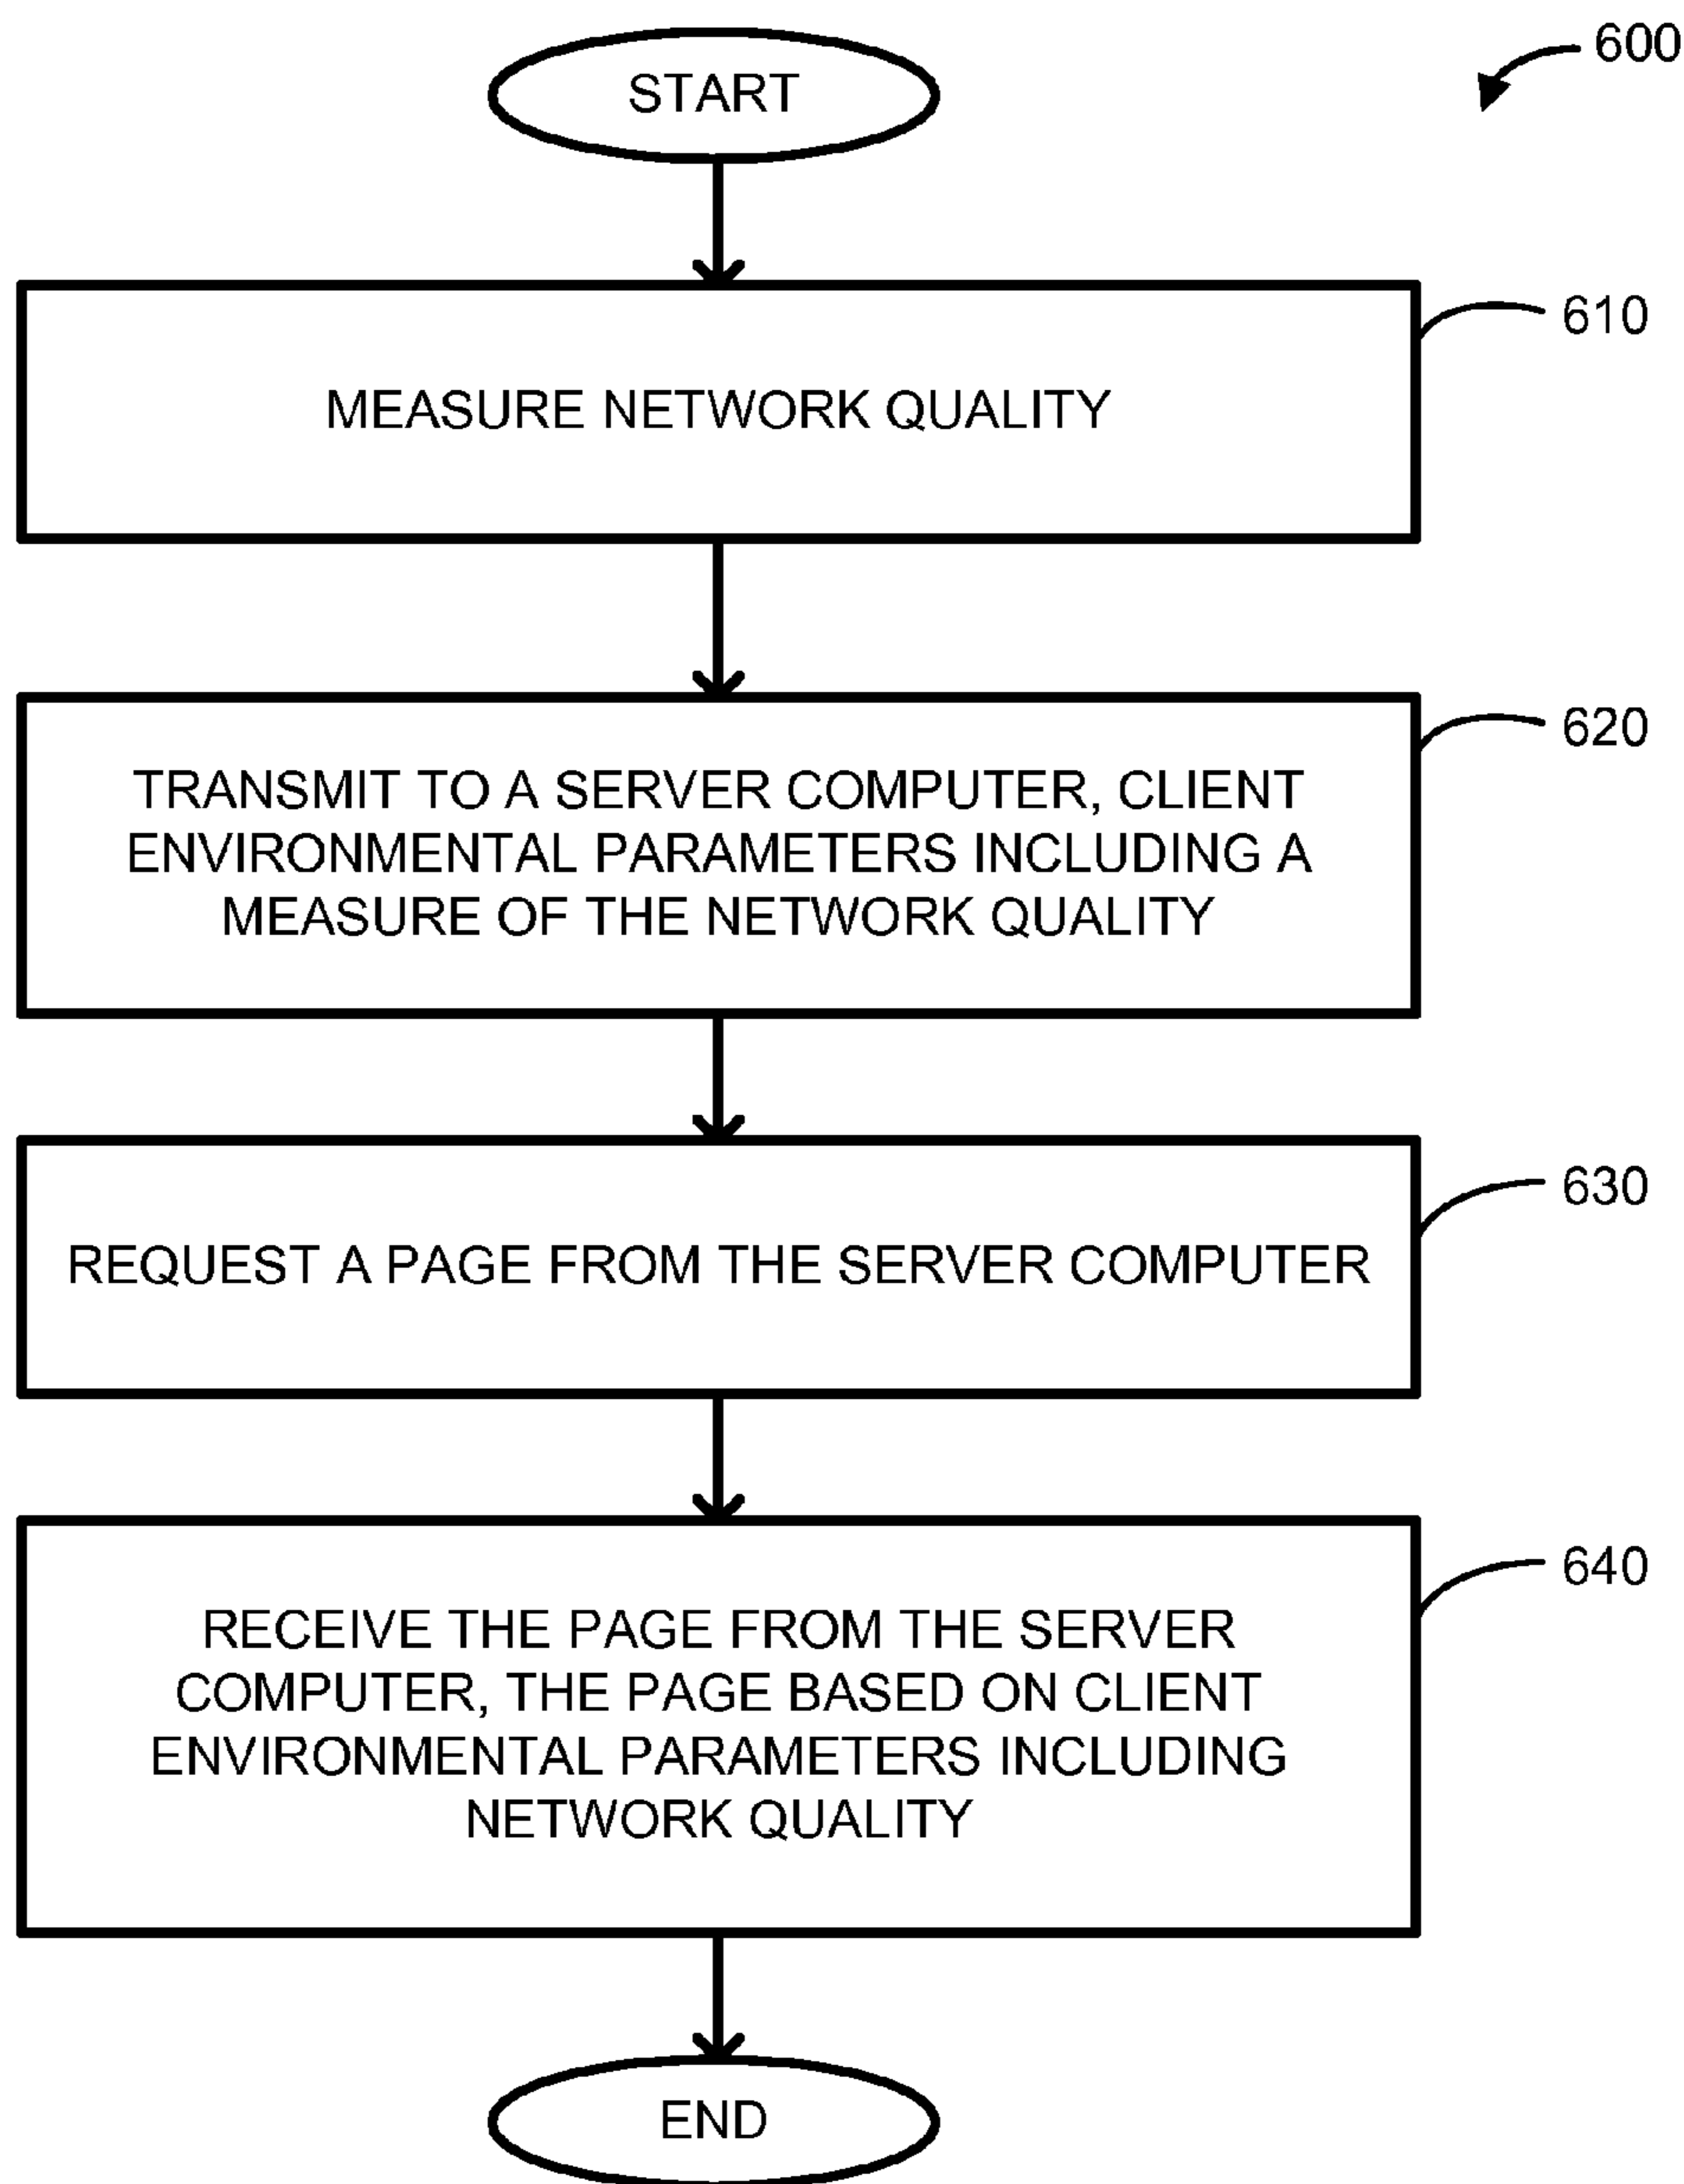 600
START
610
MEASURE NETWORK QUALITY
620
TRANSMIT TO A SERVER COMPUTER, CLIENT
ENVIRONMENTAL PARAMETERS INCLUDING A
MEASURE OF THE NETWORK QUALITY
630
REQUEST A PAGE FROM THE SERVER COMPUTER
640
RECEIVE THE PAGE FROM THE SERVER
COMPUTER, THE PAGE BASED ON CLIENT
ENVIRONMENTAL PARAMETERS INCLUDING
NETWORK QUALITY
END